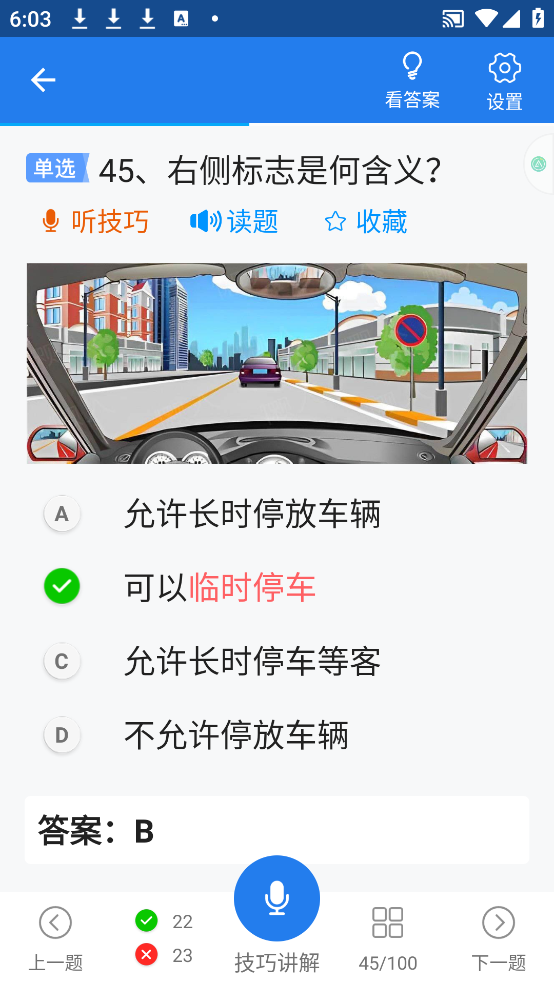 6:03
A
看答案
设置
单选 45、右侧标志是何含义？
听技巧 读题 收藏
A 允许长时停放车辆
可以临时停车
C 允许长时停车等客
D 不允许停放车辆
答案：B
22
23
上一题 技巧讲解 45/100 下一题